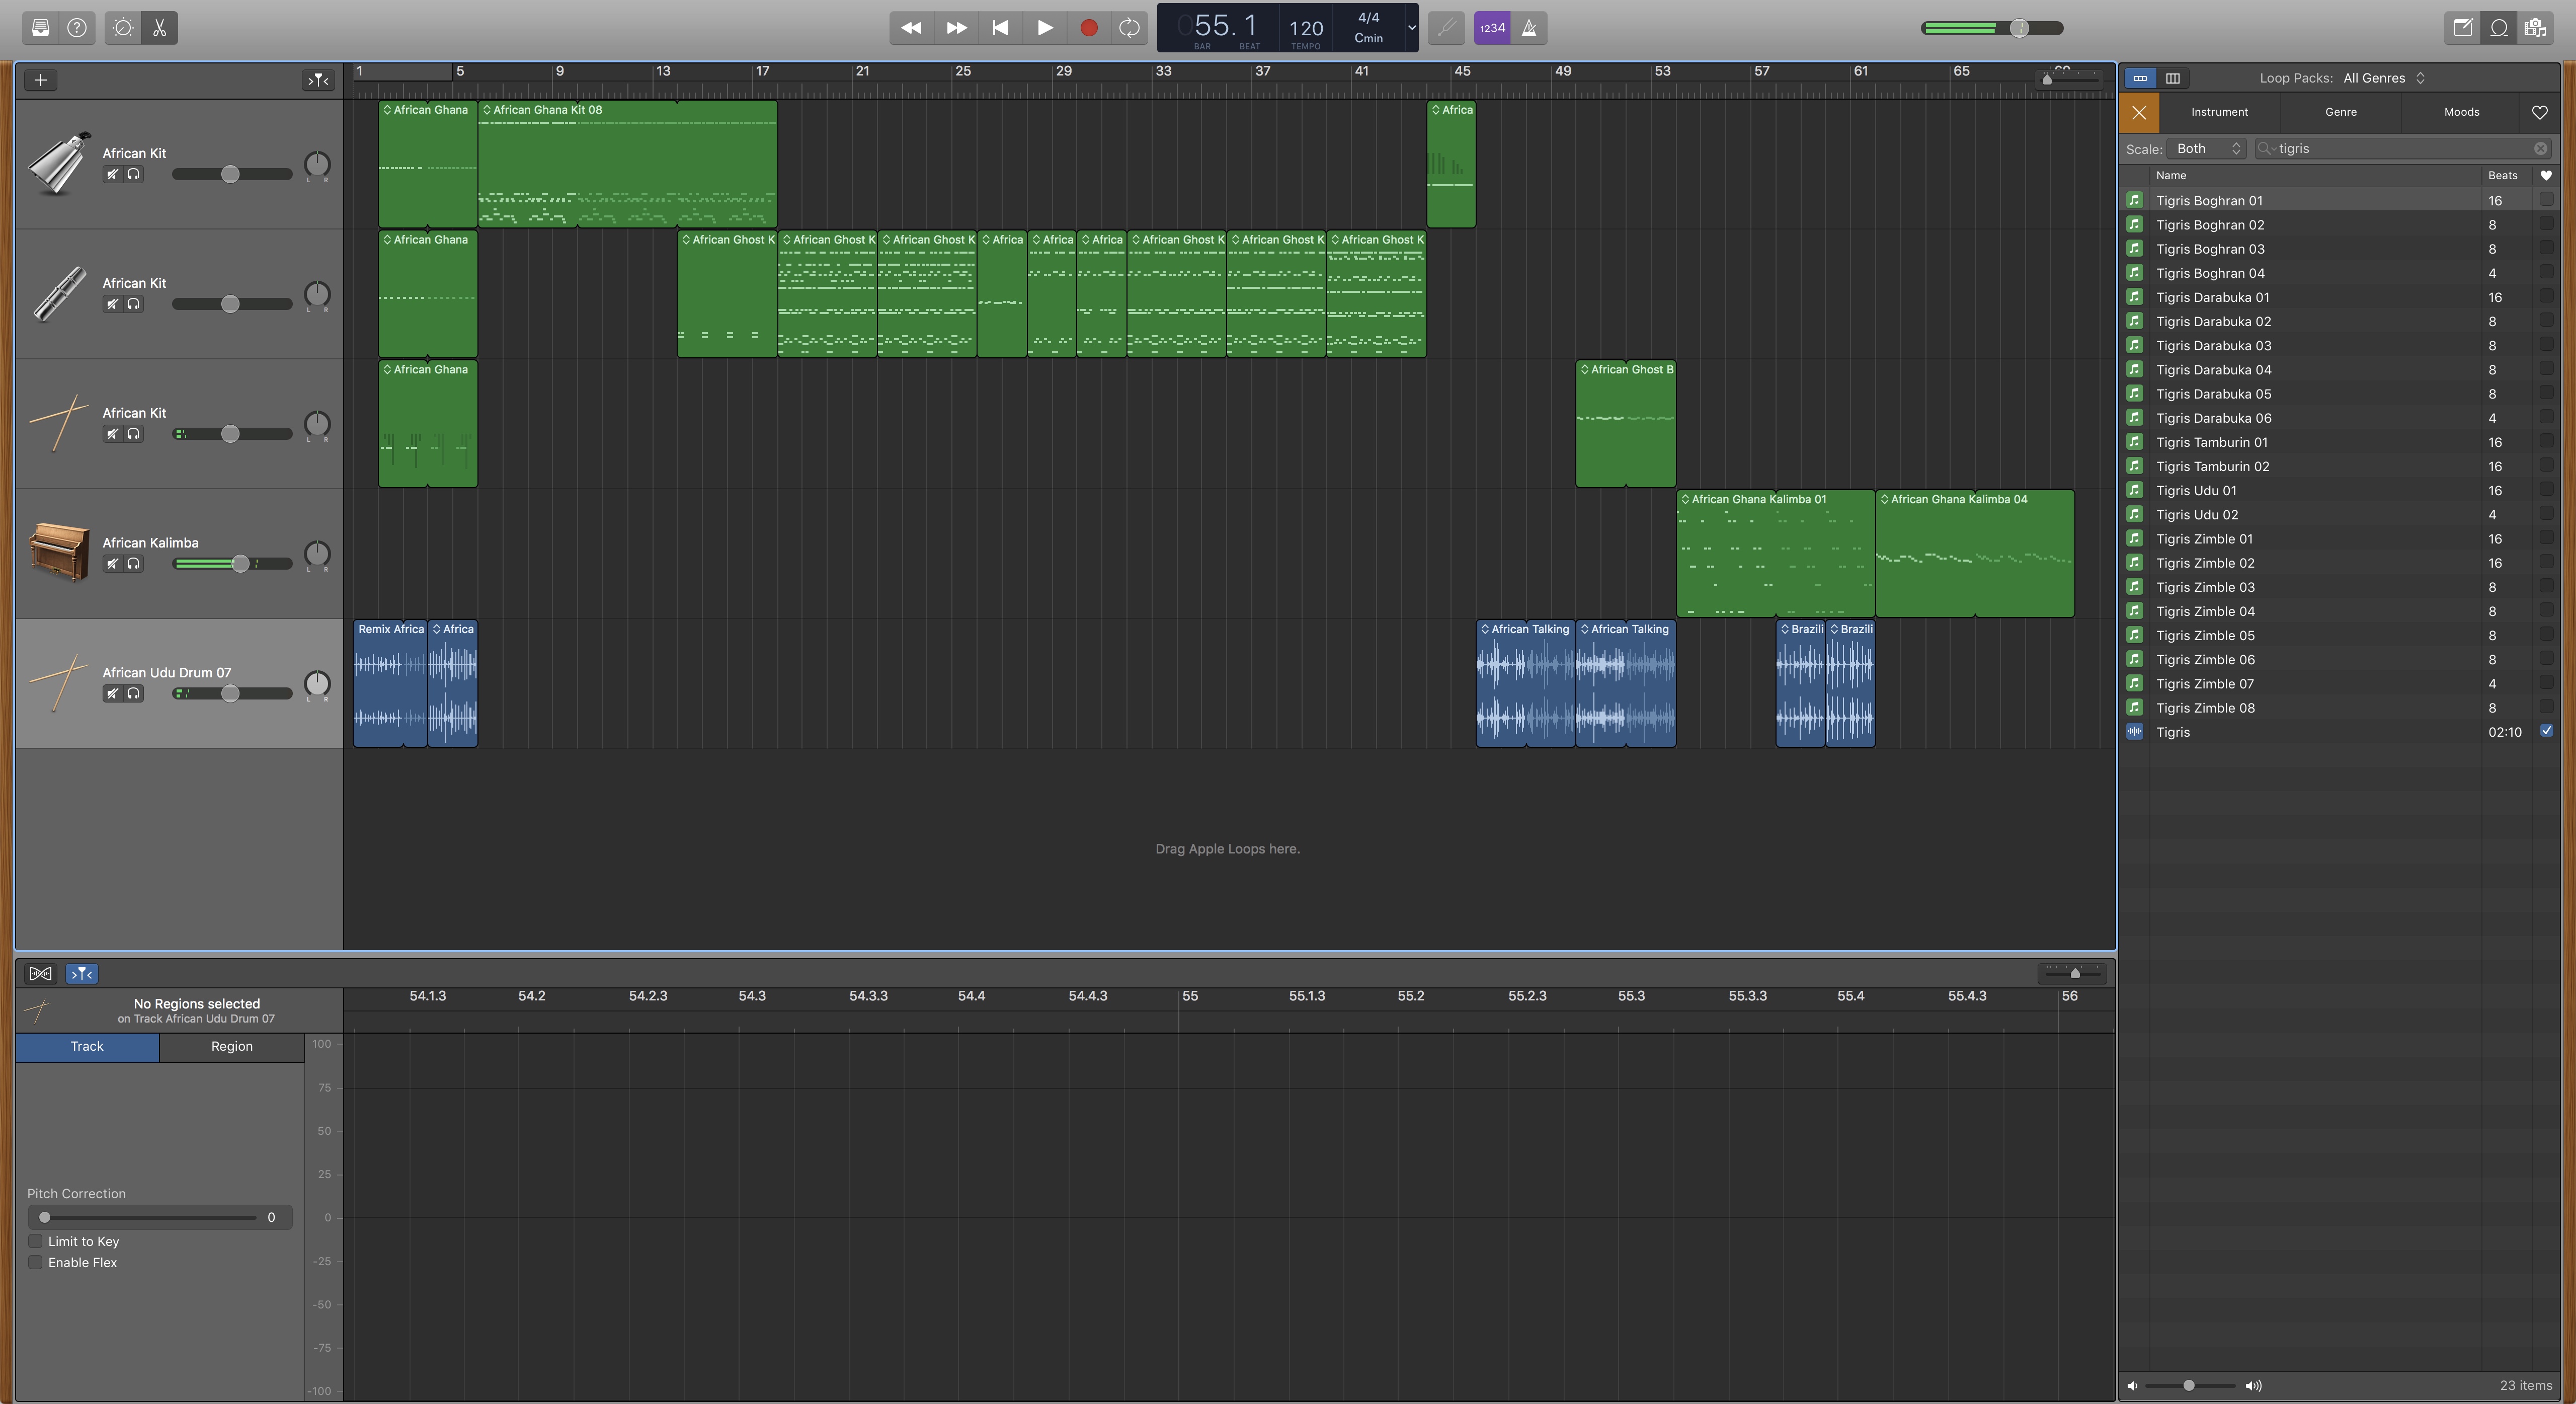 055.1
BAR BEAT
120
TEMPO
4/4
Cmin
1234
1 5 9 13 17 21 25 29 33 37 41 45 49 53 57 61 65
African Kit
L R
African Ghana
African Ghana Kit 08
Africa
African Kit
L R
African Ghana
African Ghost K
African Ghost K
African Ghost K
Africa
Africa
Africa
African Ghost K
African Ghost K
African Ghost K
African Kit
L R
African Ghana
African Ghost B
African Kalimba
L R
African Ghana Kalimba 01
African Ghana Kalimba 04
African Udu Drum 07
L R
Remix Africa
Africa
African Talking
African Talking
Brazili
Brazili
Drag Apple Loops here.
No Regions selected
on Track African Udu Drum 07
54.1.3 54.2 54.2.3 54.3 54.3.3 54.4 54.4.3 55 55.1.3 55.2 55.2.3 55.3 55.3.3 55.4 55.4.3 56
Track Region
100
75
50
25
0
-25
-50
-75
-100
Pitch Correction
0
Limit to Key
Enable Flex
Loop Packs: All Genres
Instrument Genre Moods
Scale: Both tigris
Name Beats
Tigris Boghran 01 16
Tigris Boghran 02 8
Tigris Boghran 03 8
Tigris Boghran 04 4
Tigris Darabuka 01 16
Tigris Darabuka 02 8
Tigris Darabuka 03 8
Tigris Darabuka 04 8
Tigris Darabuka 05 8
Tigris Darabuka 06 4
Tigris Tamburin 01 16
Tigris Tamburin 02 16
Tigris Udu 01 16
Tigris Udu 02 4
Tigris Zimble 01 16
Tigris Zimble 02 16
Tigris Zimble 03 8
Tigris Zimble 04 8
Tigris Zimble 05 8
Tigris Zimble 06 8
Tigris Zimble 07 4
Tigris Zimble 08 8
Tigris 02:10
23 items